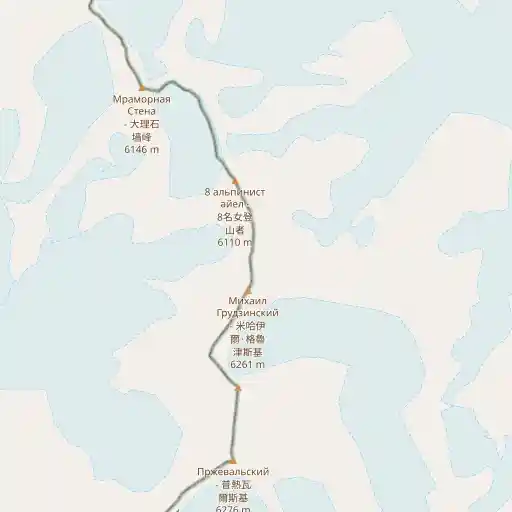 Мраморная
Стена
- 大理石
墙峰
6146 m
8 альпинист
айел -
8名女登
山者
6110 m
Михаил
Грудзинский
- 米哈伊
爾·格魯
津斯基
6261 m
Пржевальский
- 普熱瓦
爾斯基
6276 m